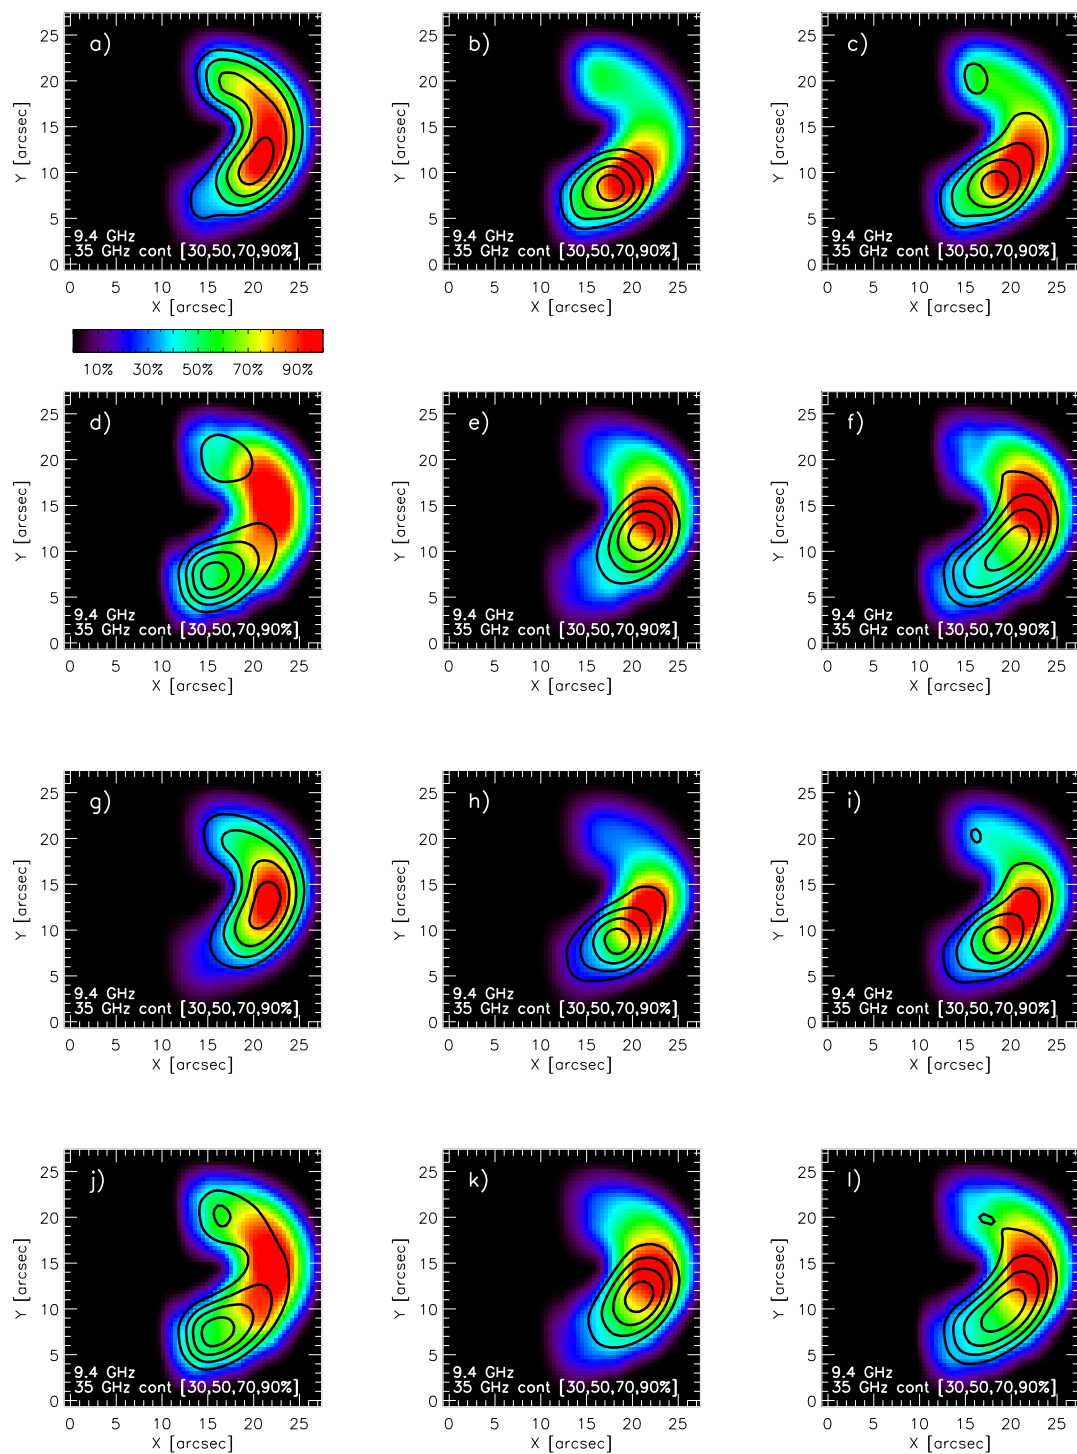 a) b) c)
25 25 25
20 20 20
15 15 15
10 10 10
5 5 5
0 0 0
Y [arcsec] Y [arcsec] Y [arcsec]
9.4 GHz 9.4 GHz 9.4 GHz
35 GHz cont [30,50,70,90%] 35 GHz cont [30,50,70,90%] 35 GHz cont [30,50,70,90%]
0 5 10 15 20 25 0 5 10 15 20 25 0 5 10 15 20 25
X [arcsec] X [arcsec] X [arcsec]
10% 30% 50% 70% 90%
d) e) f)
25 25 25
20 20 20
15 15 15
10 10 10
5 5 5
0 0 0
Y [arcsec] Y [arcsec] Y [arcsec]
9.4 GHz 9.4 GHz 9.4 GHz
35 GHz cont [30,50,70,90%] 35 GHz cont [30,50,70,90%] 35 GHz cont [30,50,70,90%]
0 5 10 15 20 25 0 5 10 15 20 25 0 5 10 15 20 25
X [arcsec] X [arcsec] X [arcsec]
g) h) i)
25 25 25
20 20 20
15 15 15
10 10 10
5 5 5
0 0 0
Y [arcsec] Y [arcsec] Y [arcsec]
9.4 GHz 9.4 GHz 9.4 GHz
35 GHz cont [30,50,70,90%] 35 GHz cont [30,50,70,90%] 35 GHz cont [30,50,70,90%]
0 5 10 15 20 25 0 5 10 15 20 25 0 5 10 15 20 25
X [arcsec] X [arcsec] X [arcsec]
j) k) l)
25 25 25
20 20 20
15 15 15
10 10 10
5 5 5
0 0 0
Y [arcsec] Y [arcsec] Y [arcsec]
9.4 GHz 9.4 GHz 9.4 GHz
35 GHz cont [30,50,70,90%] 35 GHz cont [30,50,70,90%] 35 GHz cont [30,50,70,90%]
0 5 10 15 20 25 0 5 10 15 20 25 0 5 10 15 20 25
X [arcsec] X [arcsec] X [arcsec]